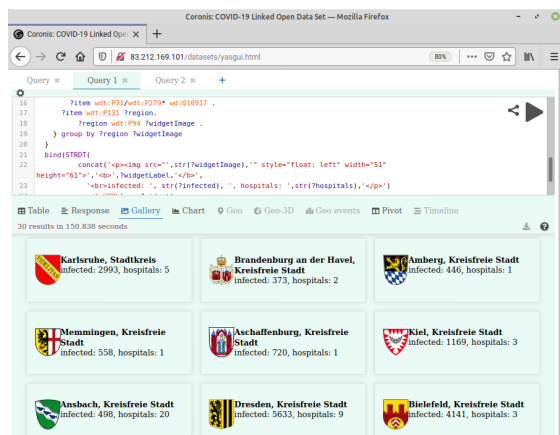 Coronis: COVID-19 Linked Open Data Set — Mozilla Firefox
Coronis: COVID-19 Linked Ope
83.212.169.101/datasets/yasgui.html
80%
Query Query 1 Query 2 +
16 ?item wdt:P31/wdt:P279* wd:Q16917 .
17 ?item wdt:P131 ?region.
18 ?region wdt:P94 ?widgetImage .
19 } group by ?region ?widgetImage
20 }
21 bind(STRDT(
22 concat('<p><img src="',str(?widgetImage),'" style="float: left" width="51"
height="61">','<b>',?widgetLabel,'</b>',
23 '<br>infected: ', str(?infected), ', hospitals: ',str(?hospitals),'</p>')
Table Response Gallery Chart Geo Geo-3D Geo events Pivot Timeline
30 results in 150.838 seconds
Karlsruhe, Stadtkreis
infected: 2993, hospitals: 5
Brandenburg an der Havel,
Kreisfreie Stadt
infected: 373, hospitals: 2
Amberg, Kreisfreie Stadt
infected: 446, hospitals: 1
Memmingen, Kreisfreie
Stadt
infected: 558, hospitals: 1
Aschaffenburg, Kreisfreie
Stadt
infected: 720, hospitals: 1
Kiel, Kreisfreie Stadt
infected: 1169, hospitals: 3
Ansbach, Kreisfreie Stadt
infected: 498, hospitals: 20
Dresden, Kreisfreie Stadt
infected: 5633, hospitals: 9
Bielefeld, Kreisfreie Stadt
infected: 4141, hospitals: 3